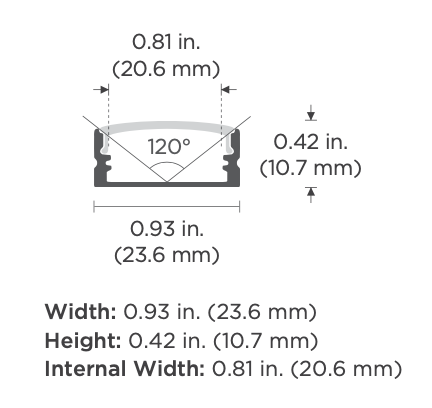 0.81 in.
(20.6 mm)
120°
0.42 in.
(10.7 mm)
0.93 in.
(23.6 mm)
Width: 0.93 in. (23.6 mm)
Height: 0.42 in. (10.7 mm)
Internal Width: 0.81 in. (20.6 mm)